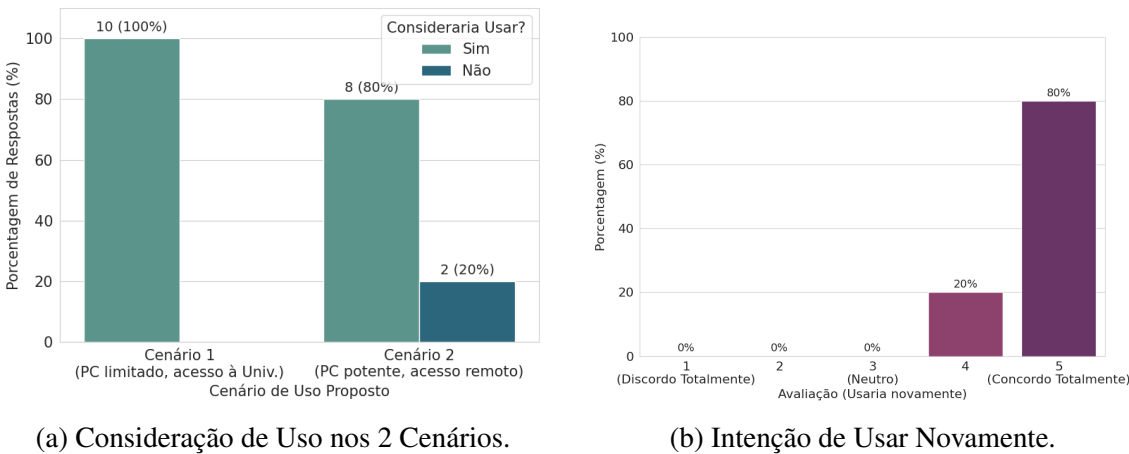 10 (100%)
Consideraria Usar?
Sim
Não
8 (80%)
2 (20%)
100
80
60
40
20
0
Porcentagem de Respostas (%)
Cenário 1
(PC limitado, acesso à Univ.)
Cenário 2
(PC potente, acesso remoto)
Cenário de Uso Proposto
(a) Consideração de Uso nos 2 Cenários.
100
80
60
40
20
0
Porcentagem (%)
0%
0%
0%
20%
80%
1
(Discordo Totalmente)
2
3
(Neutro)
4
5
(Concordo Totalmente)
Avaliação (Usaria novamente)
(b) Intenção de Usar Novamente.